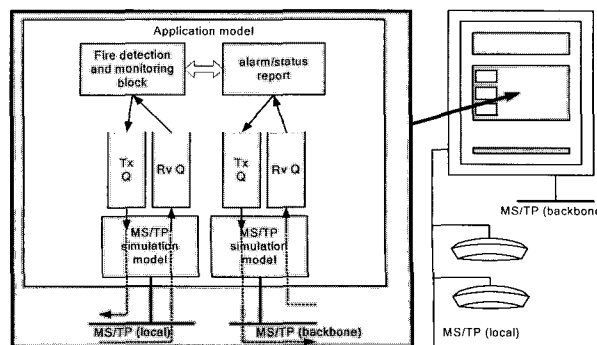 Application model
Fire detection
and monitoring
block
alarm/status
report
Tx
Q
Rv Q
Tx
Q
Rv Q
MS/TP
simulation
model
MS/TP
simulation
model
MS/TP (local)
MS/TP (backbone)
MS/TP (backbone
MS/TP (local)